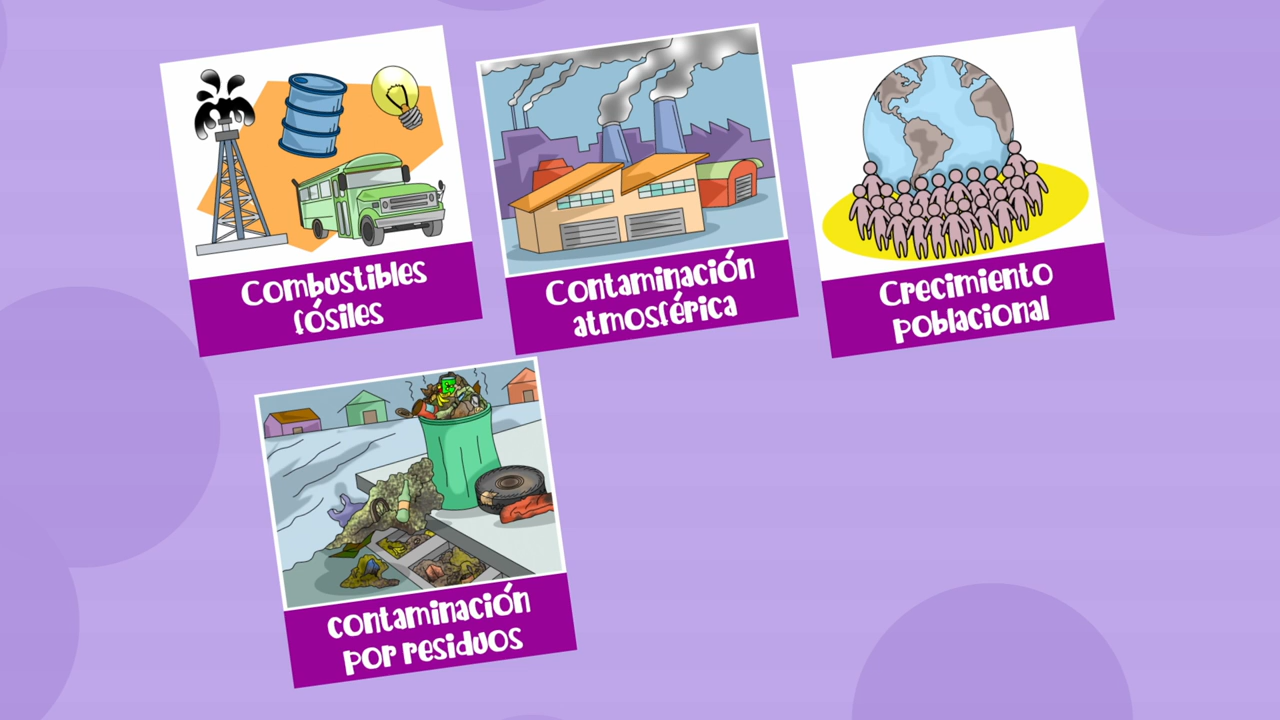 Combustibles
fósiles
Contaminación
atmosférica
Crecimiento
poblacional
contaminación
por residuos